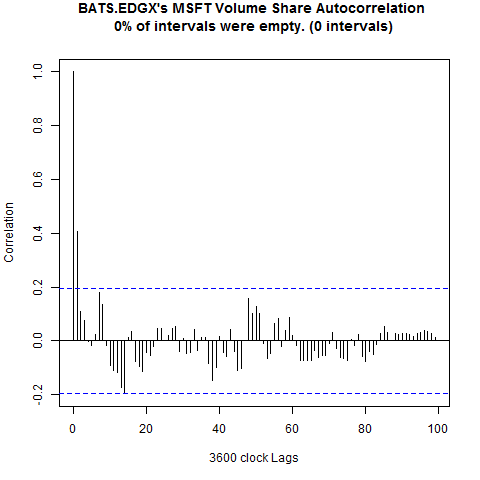 BATS.EDGX's MSFT Volume Share Autocorrelation
0% of intervals were empty. (0 intervals)
Correlation
1.0
0.8
0.6
0.4
0.2
0.0
-0.2
0 20 40 60 80 100
3600 clock Lags